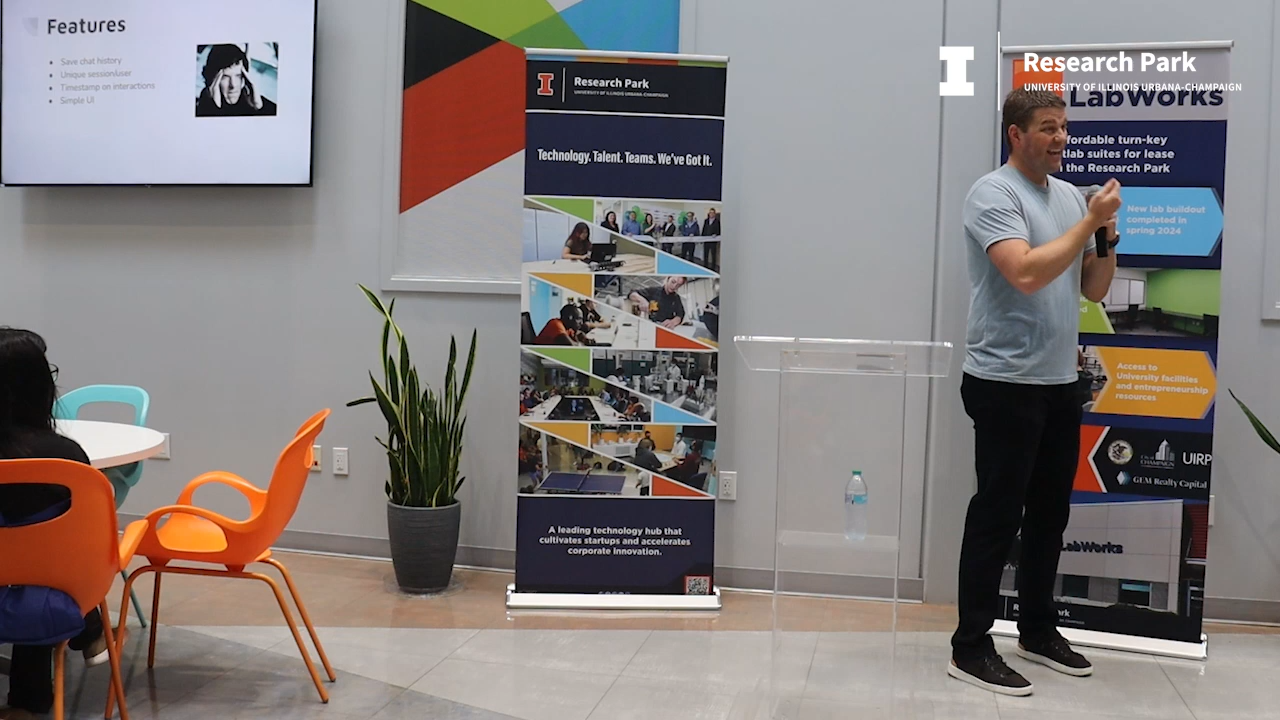 Features
Save chat history
Unique session/user
Timestamp on interactions
Simple UI
I
Research Park
UNIVERSITY OF ILLINOIS URBANA-CHAMPAIGN
Technology. Talent. Teams. We've Got It.
A leading technology hub that
cultivates startups and accelerates
corporate innovation.
I
Research Park
UNIVERSITY OF ILLINOIS URBANA-CHAMPAIGN
LabWorks
turn-key
suites for lease
the Research Park
New lab buildout
completed in
spring 2024
Access to
University facilities
and entrepreneurship
resources
CHAMPAIGN
UIRP
GEM Realty Capital
LabWorks